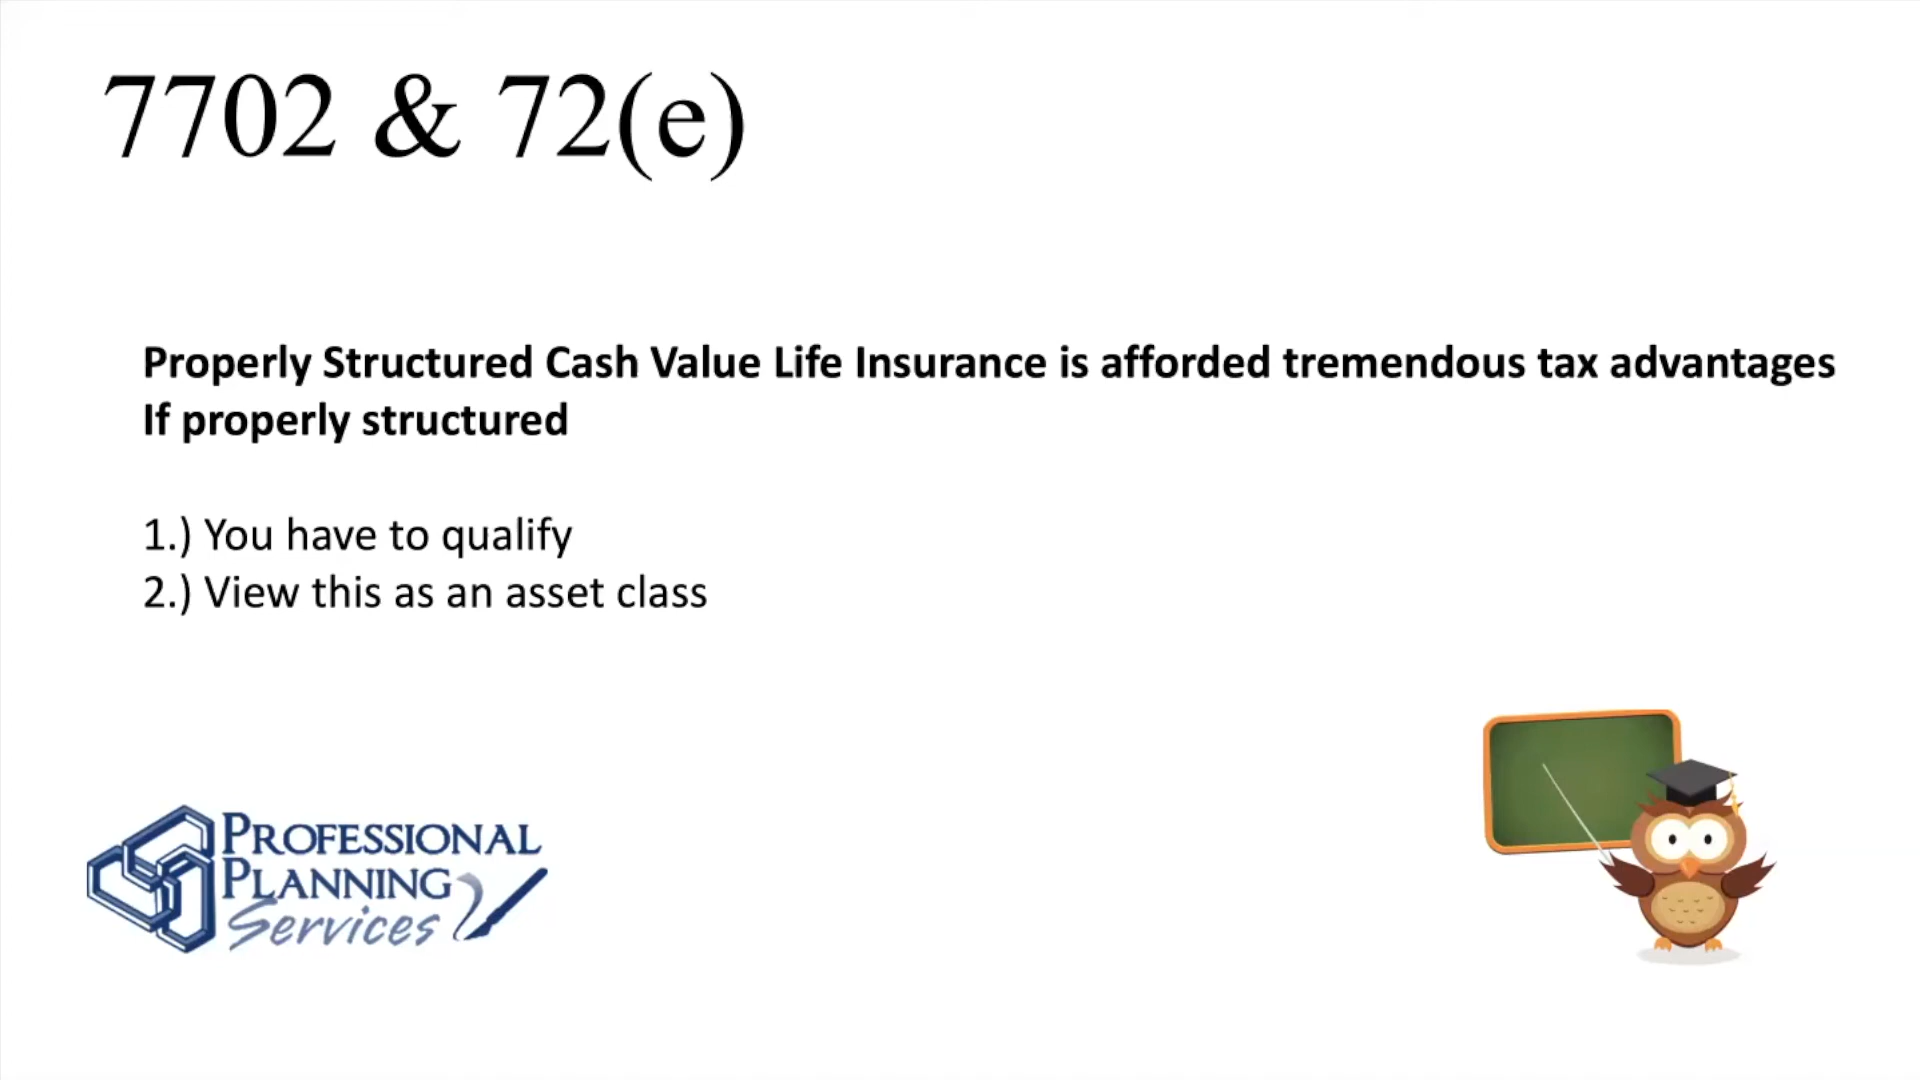 7702 & 72(e)
Properly Structured Cash Value Life Insurance is afforded tremendous tax advantages
If properly structured
1.) You have to qualify
2.) View this as an asset class
PROFESSIONAL
PLANNING
Services